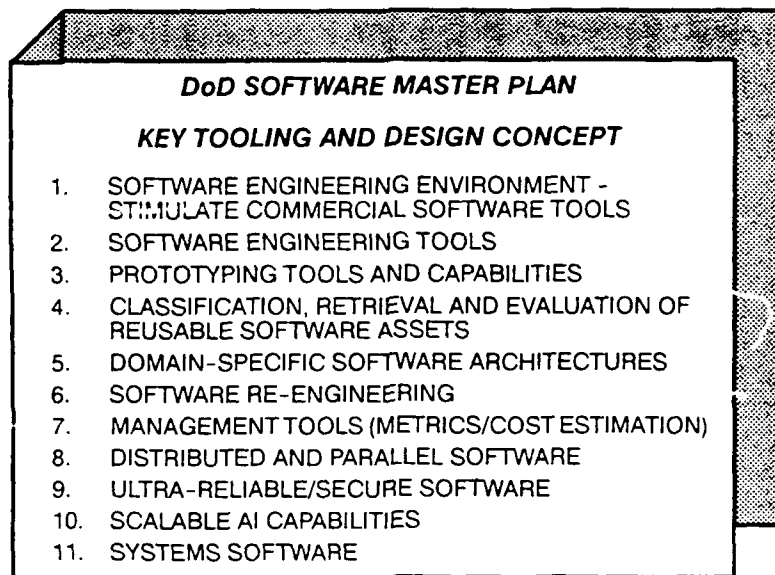 DoD SOFTWARE MASTER PLAN
KEY TOOLING AND DESIGN CONCEPT
1. SOFTWARE ENGINEERING ENVIRONMENT -
STIMULATE COMMERCIAL SOFTWARE TOOLS
2. SOFTWARE ENGINEERING TOOLS
3. PROTOTYPING TOOLS AND CAPABILITIES
4. CLASSIFICATION, RETRIEVAL AND EVALUATION OF
REUSABLE SOFTWARE ASSETS
5. DOMAIN-SPECIFIC SOFTWARE ARCHITECTURES
6. SOFTWARE RE-ENGINEERING
7. MANAGEMENT TOOLS (METRICS/COST ESTIMATION)
8. DISTRIBUTED AND PARALLEL SOFTWARE
9. ULTRA-RELIABLE/SECURE SOFTWARE
10. SCALABLE AI CAPABILITIES
11. SYSTEMS SOFTWARE